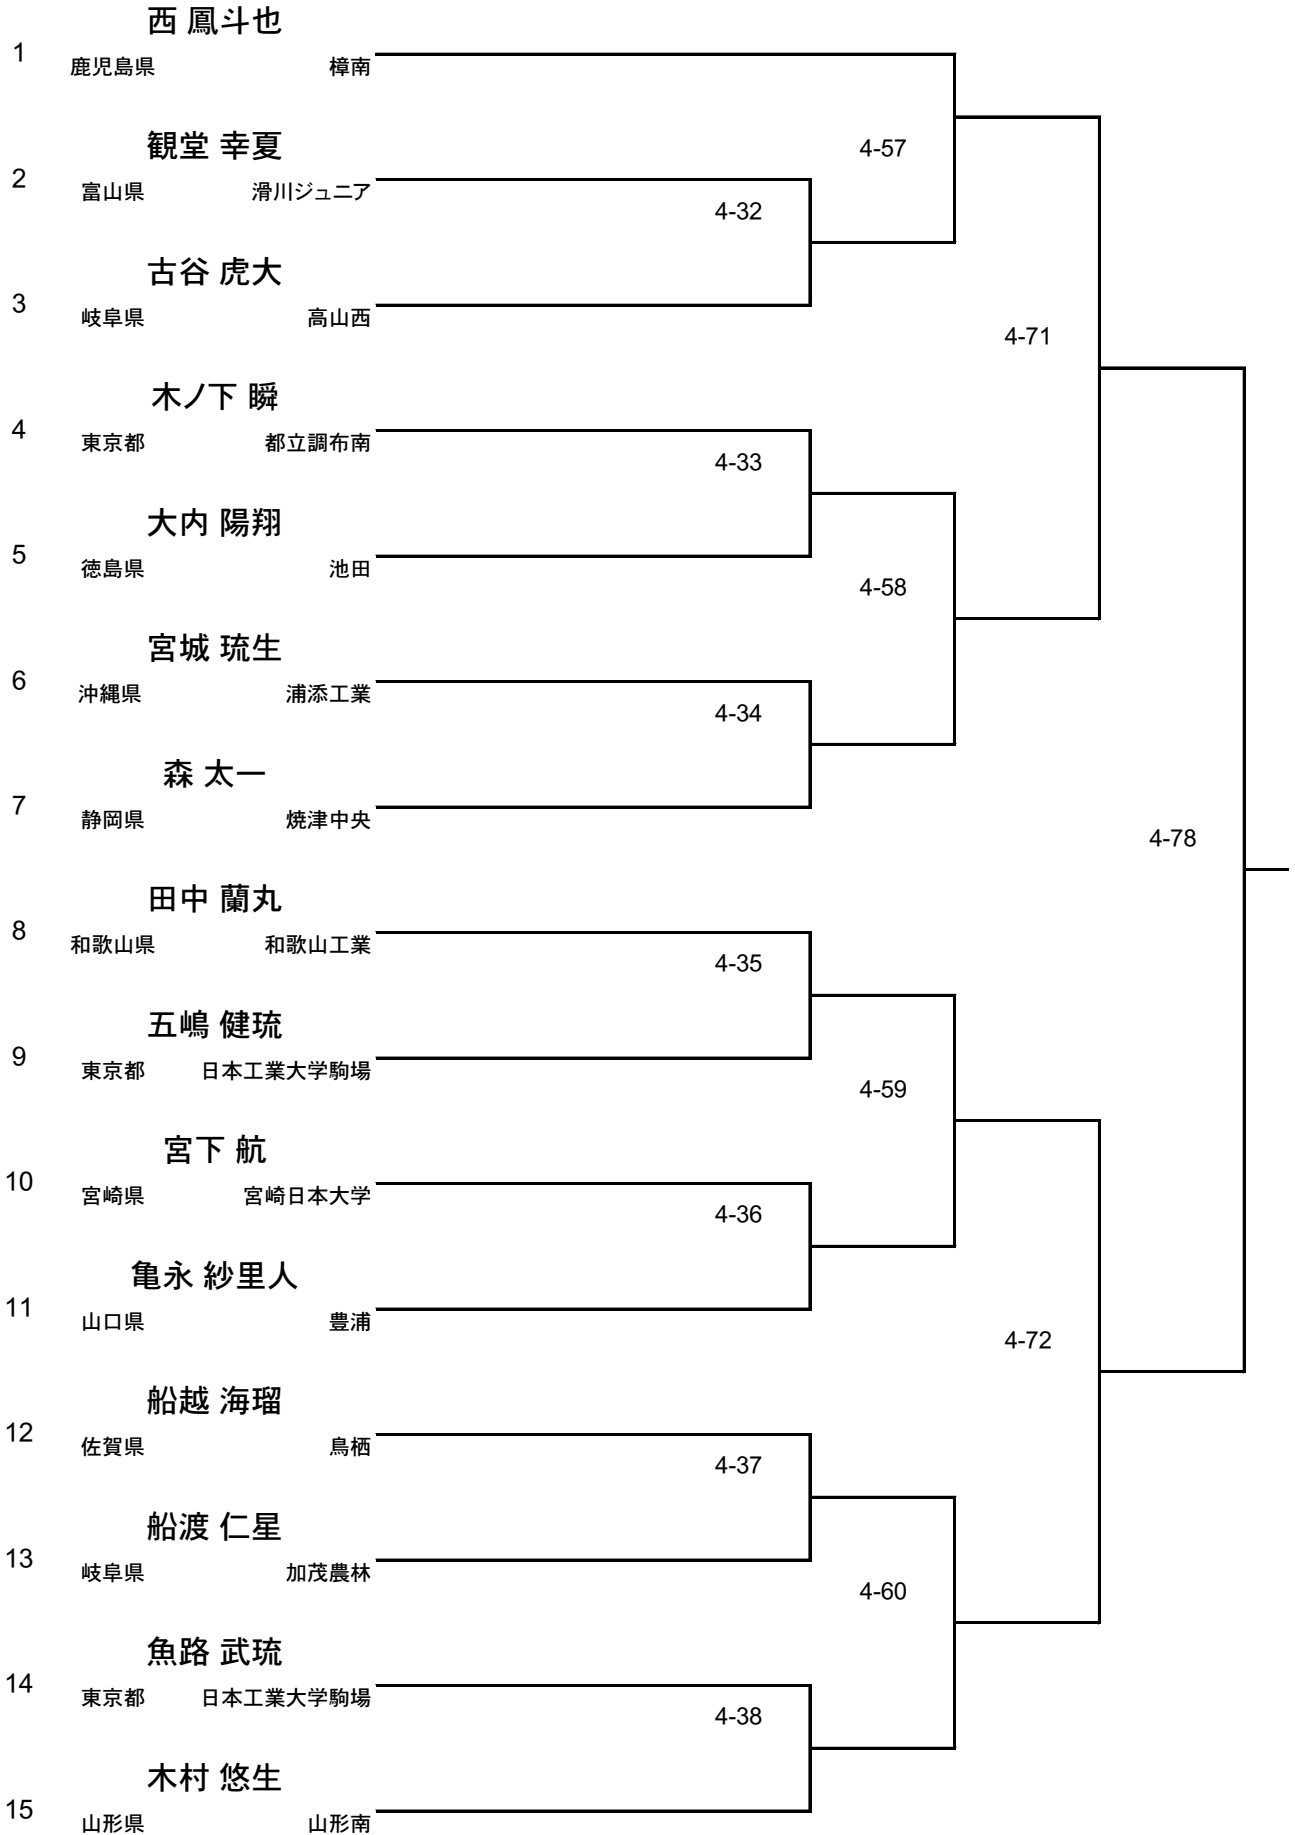 西 鳳斗也
1 鹿児島県 樟南
4-57
観堂 幸夏
2 富山県 滑川ジュニア
4-32
古谷 虎大
3 岐阜県 高山西
4-71
木ノ下 瞬
4 東京都 都立調布南
4-33
大内 陽翔
5 徳島県 池田
4-58
宮城 琉生
6 沖縄県 浦添工業
4-34
森 太一
7 静岡県 焼津中央
4-78
田中 蘭丸
8 和歌山県 和歌山工業
4-35
五嶋 健琉
9 東京都 日本工業大学駒場
4-59
宮下 航
10 宮崎県 宮崎日本大学
4-36
亀永 紗里人
11 山口県 豊浦
4-72
船越 海瑠
12 佐賀県 鳥栖
4-37
船渡 仁星
13 岐阜県 加茂農林
4-60
魚路 武琉
14 東京都 日本工業大学駒場
4-38
木村 悠生
15 山形県 山形南